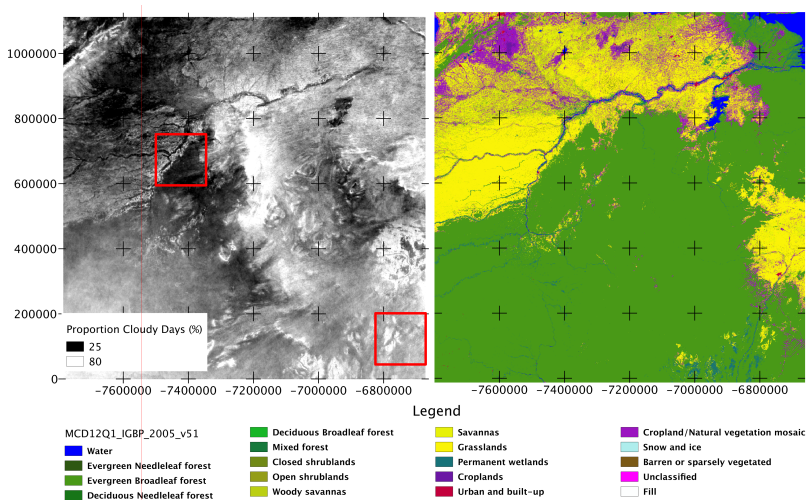 1000000
800000
600000
400000
200000
0
Proportion Cloudy Days (%)
25
80
−7600000 −7400000 −7200000 −7000000 −6800000
−7600000 −7400000 −7200000 −7000000 −6800000
Legend
MCD12Q1_IGBP_2005_v51
Water
Evergreen Needleleaf forest
Evergreen Broadleaf forest
Deciduous Needleleaf forest
Deciduous Broadleaf forest
Mixed forest
Closed shrublands
Open shrublands
Woody savannas
Savannas
Grasslands
Permanent wetlands
Croplands
Urban and built-up
Cropland/Natural vegetation mosaic
Snow and ice
Barren or sparsely vegetated
Unclassified
Fill